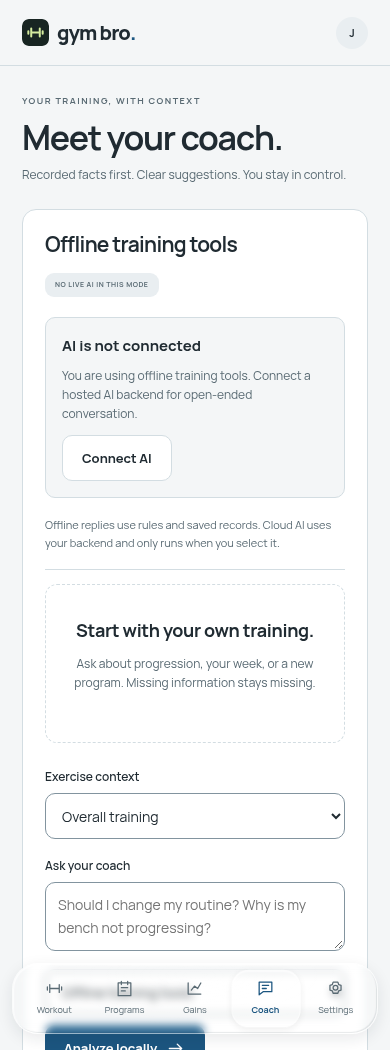 gym bro.
J
YOUR TRAINING, WITH CONTEXT
Meet your coach.
Recorded facts first. Clear suggestions. You stay in control.
Offline training tools
NO LIVE AI IN THIS MODE
AI is not connected
You are using offline training tools. Connect a
hosted AI backend for open-ended
conversation.
Connect AI
Offline replies use rules and saved records. Cloud AI uses
your backend and only runs when you select it.
Start with your own training.
Ask about progression, your week, or a new
program. Missing information stays missing.
Exercise context
Overall training
Ask your coach
Should I change my routine? Why is my
bench not progressing?
Workout
Programs
Gains
Coach
Settings
Analyze locally